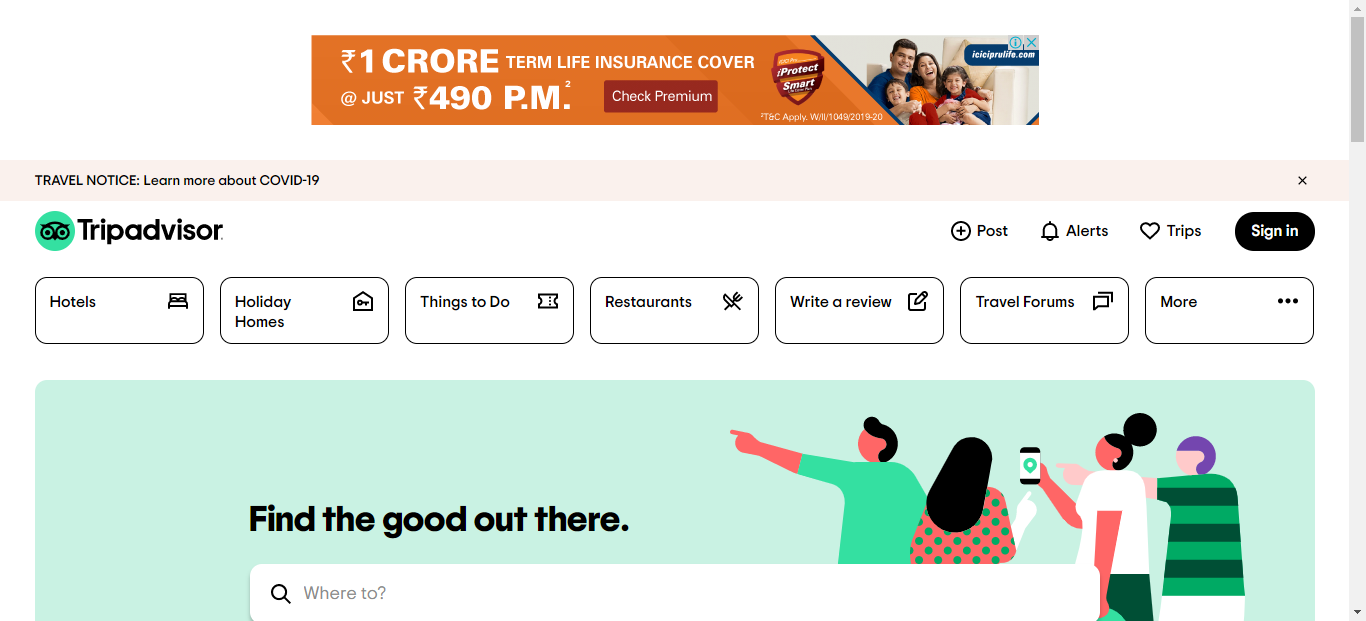 ₹1 CRORE TERM LIFE INSURANCE COVER
@ JUST ₹490 P.M.²
Check Premium
iProtect
Smart
iciciprulife.com
²T&C Apply. W/II/1049/2019-20
TRAVEL NOTICE: Learn more about COVID-19
Tripadvisor
Post
Alerts
Trips
Sign in
Hotels
Holiday
Homes
Things to Do
Restaurants
Write a review
Travel Forums
More
Find the good out there.
Where to?